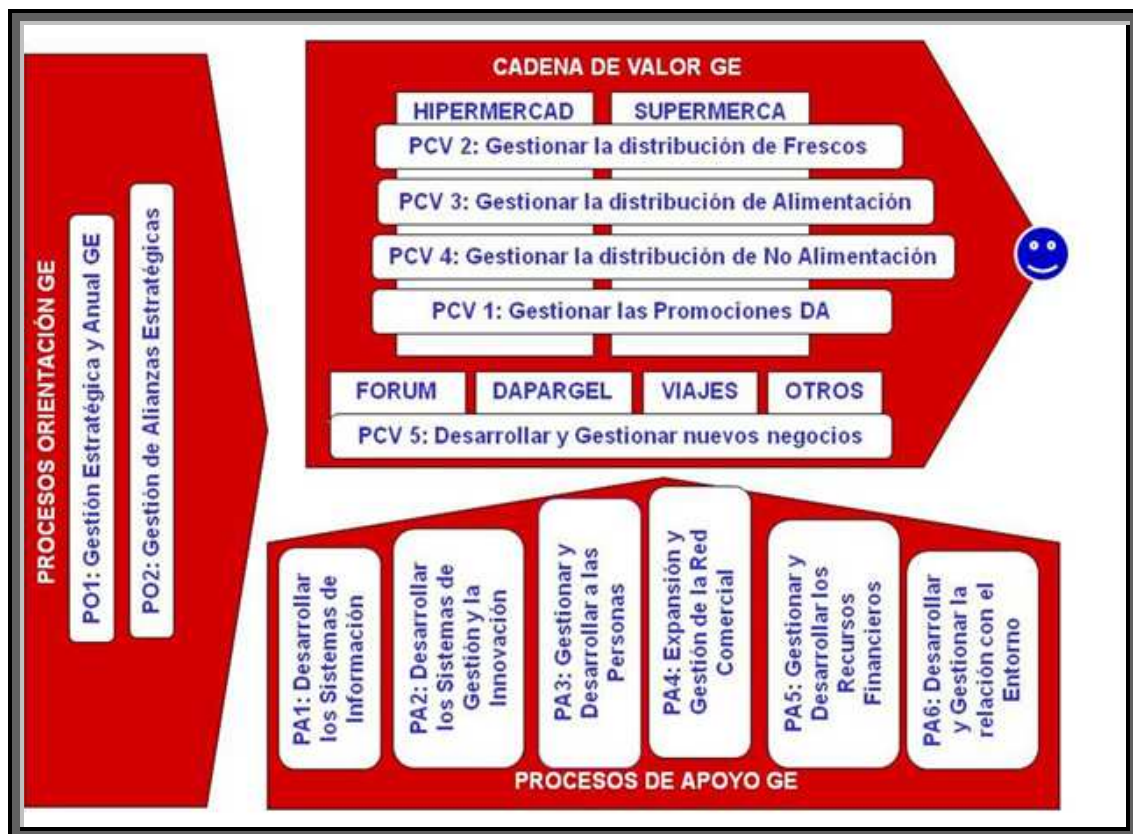 PROCESOS ORIENTACIÓN GE
PO1: Gestión Estratégica y Anual GE
PO2: Gestión de Alianzas Estratégicas
CADENA DE VALOR GE
HIPERMERCAD
SUPERMERCA
PCV 2: Gestionar la distribución de Frescos
PCV 3: Gestionar la distribución de Alimentación
PCV 4: Gestionar la distribución de No Alimentación
PCV 1: Gestionar las Promociones DA
FORUM
DAPARGEL
VIAJES
OTROS
PCV 5: Desarrollar y Gestionar nuevos negocios
PA1: Desarrollar
los Sistemas de
Información
PA2: Desarrollar
los Sistemas de
Gestión y la
Innovación
PA3: Gestionar y
Desarrollar a las
Personas
PA4: Expansión y
Gestión de la Red
Comercial
PA5: Gestionar y
Desarrollar los
Recursos
Financieros
PA6: Desarrollar
y Gestionar la
relación con el
Entorno
PROCESOS DE APOYO GE